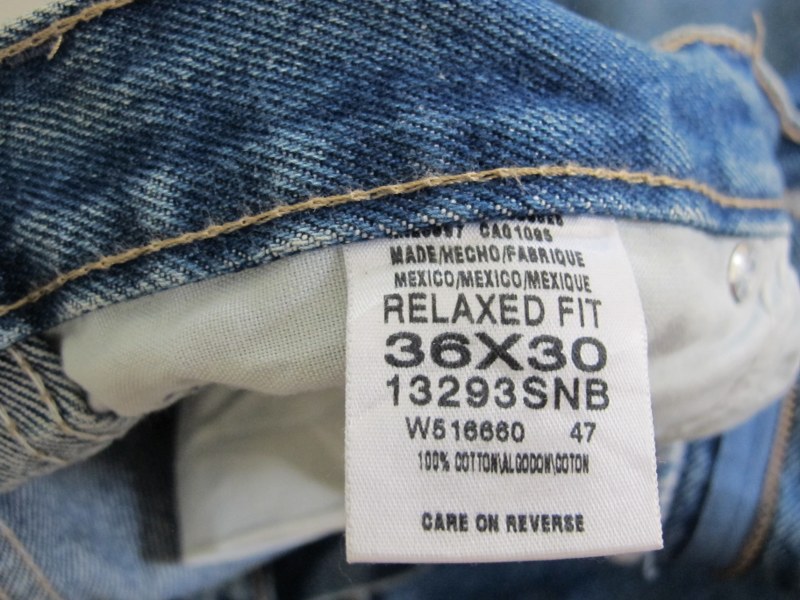 CA01095
MADE/HECHO/FABRIQUE
MEXICO/MEXICO/MEXIQUE
RELAXED FIT
36X30
13293SNB
W516660 47
100% COTTON\ALGODON\COTON
CARE ON REVERSE